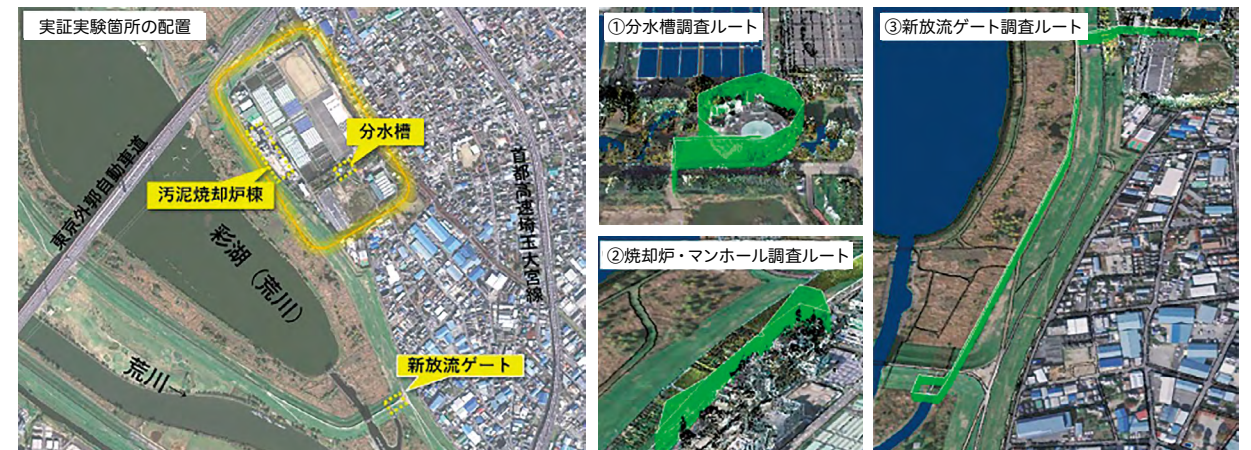 実証実験箇所の配置
東京外郭自動車道
分水槽
汚泥焼却炉棟
首都高速埼玉大宮線
彩湖（荒川）
荒川→
新放流ゲート
①分水槽調査ルート
②焼却炉・マンホール調査ルート
③新放流ゲート調査ルート